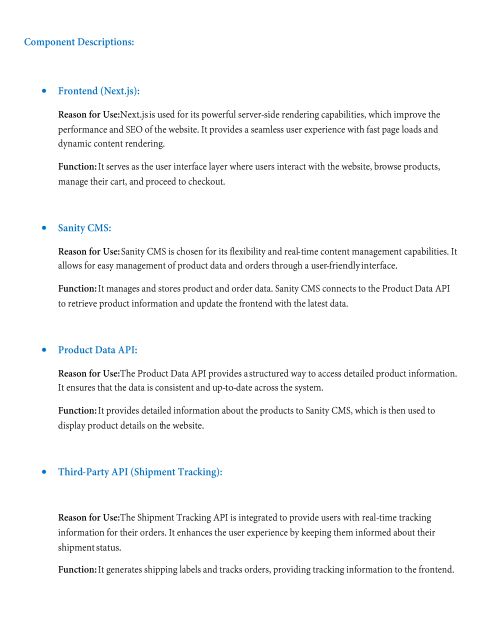 Component Descriptions:
• Frontend (Next.js):
Reason for Use:Next.js is used for its powerful server-side rendering capabilities, which improve the
performance and SEO of the website. It provides a seamless user experience with fast page loads and
dynamic content rendering.
Function: It serves as the user interface layer where users interact with the website, browse products,
manage their cart, and proceed to checkout.
• Sanity CMS:
Reason for Use: Sanity CMS is chosen for its flexibility and real-time content management capabilities. It
allows for easy management of product data and orders through a user-friendly interface.
Function: It manages and stores product and order data. Sanity CMS connects to the Product Data API
to retrieve product information and update the frontend with the latest data.
• Product Data API:
Reason for Use:The Product Data API provides a structured way to access detailed product information.
It ensures that the data is consistent and up-to-date across the system.
Function: It provides detailed information about the products to Sanity CMS, which is then used to
display product details on the website.
• Third-Party API (Shipment Tracking):
Reason for Use:The Shipment Tracking API is integrated to provide users with real-time tracking
information for their orders. It enhances the user experience by keeping them informed about their
shipment status.
Function: It generates shipping labels and tracks orders, providing tracking information to the frontend.